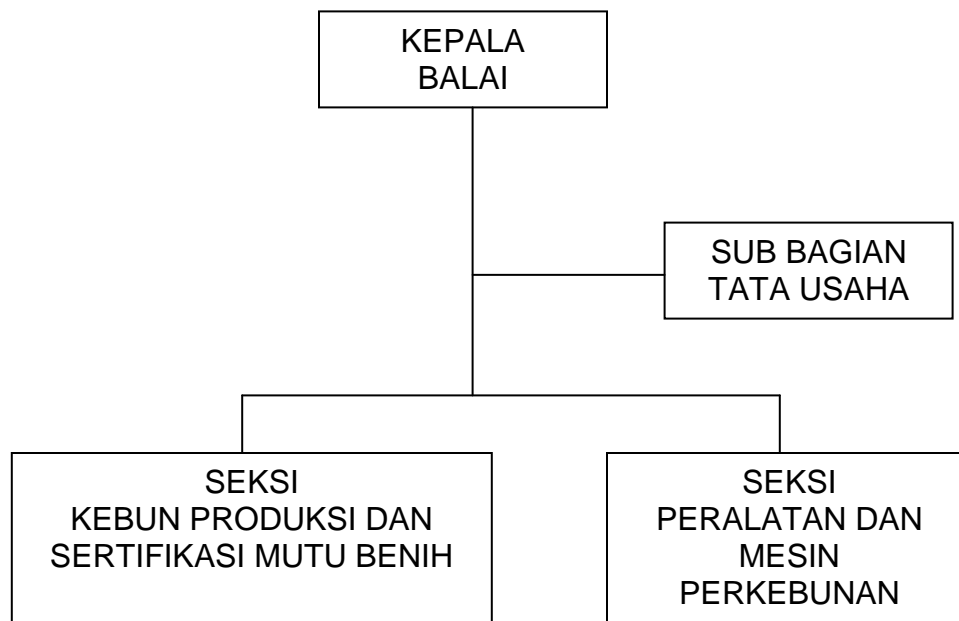 KEPALA
BALAI
SUB BAGIAN
TATA USAHA
SEKSI
KEBUN PRODUKSI DAN
SERTIFIKASI MUTU BENIH
SEKSI
PERALATAN DAN
MESIN
PERKEBUNAN